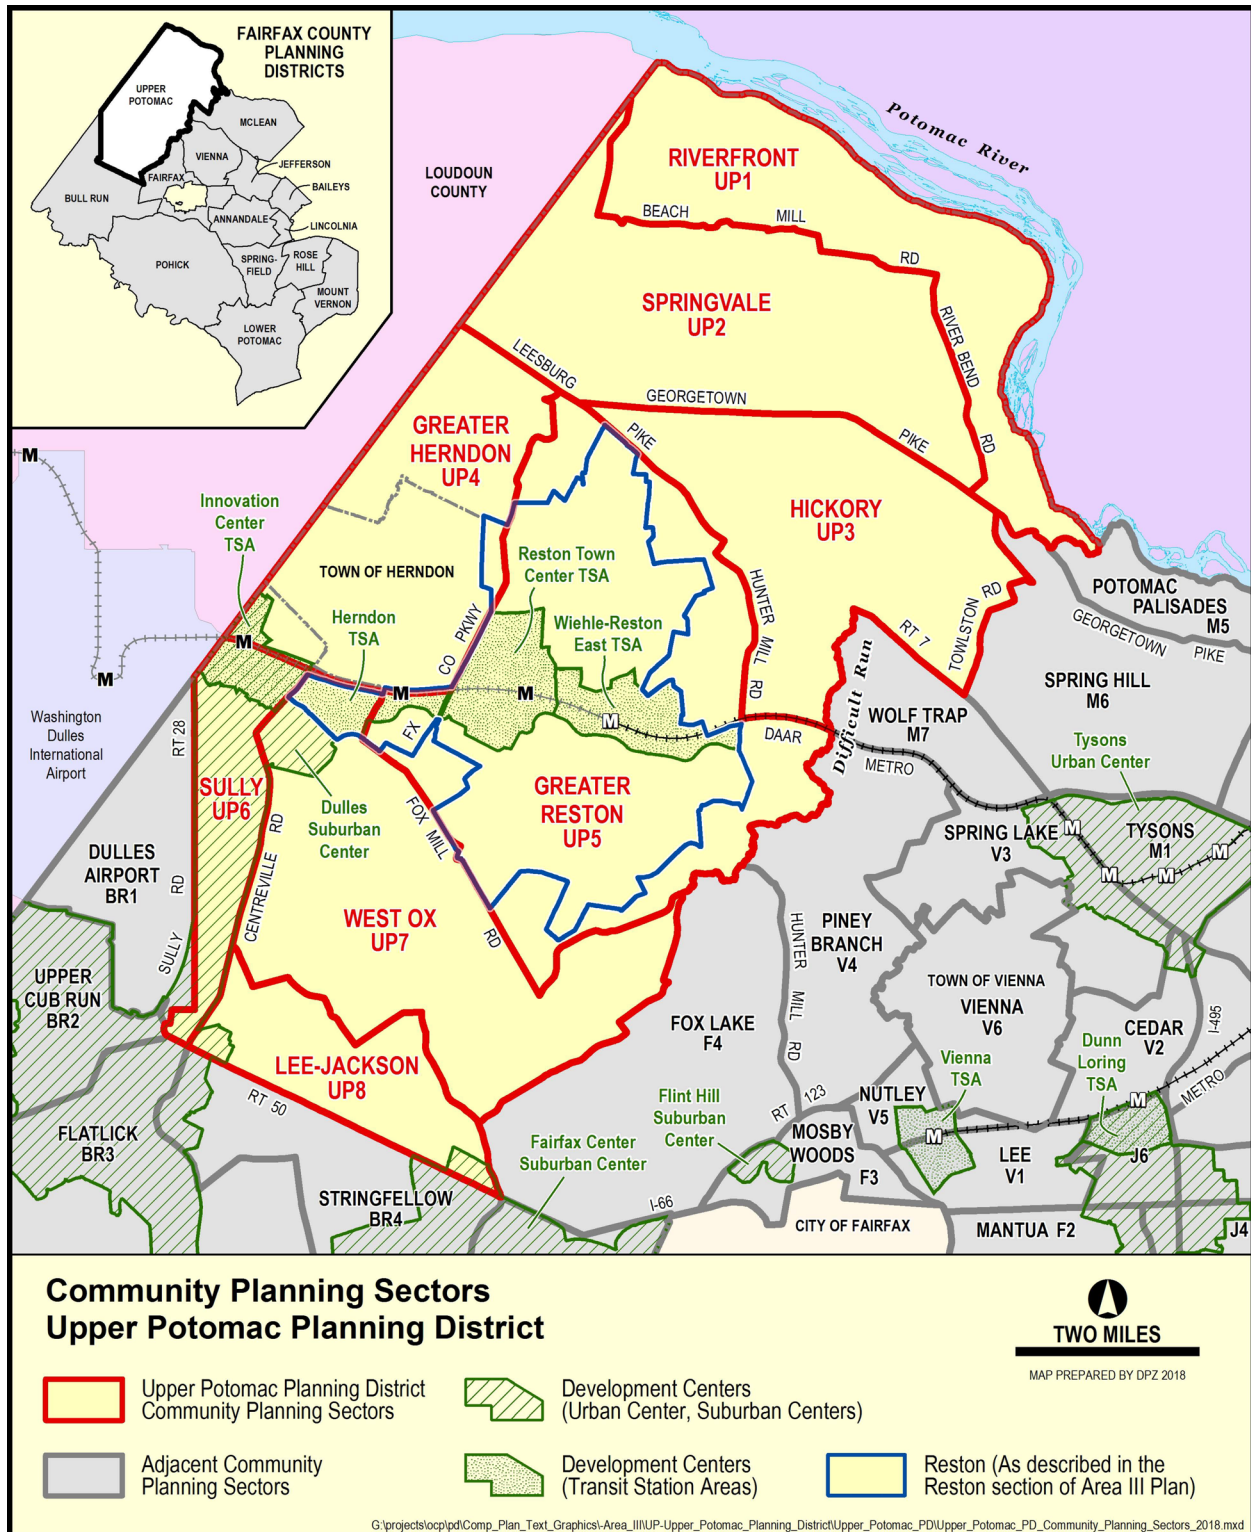 FAIRFAX COUNTY
PLANNING
DISTRICTS
UPPER
POTOMAC
MCLEAN
VIENNA
JEFFERSON
FAIRFAX
BAILEYS
BULL RUN
ANNANDALE
LINCOLNIA
POHICK
SPRING-
FIELD
ROSE
HILL
MOUNT
VERNON
LOWER
POTOMAC
LOUDOUN
COUNTY
Potomac River
RIVERFRONT
UP1
BEACH
MILL
RD
SPRINGVALE
UP2
RIVER BEND
RD
LEESBURG
PIKE
GEORGETOWN
PIKE
GREATER
HERNDON
UP4
HICKORY
UP3
M
Innovation
Center
TSA
TOWN OF HERNDON
Reston Town
Center TSA
Herndon
TSA
Wiehle-Reston
East TSA
CO PKWY
FX
HUNTER MILL RD
RT 7
TOWLSTON RD
POTOMAC
PALISADES
M5
GEORGETOWN
PIKE
M
M
M
M
M
Difficult Run
DAAR
METRO
WOLF TRAP
M7
SPRING HILL
M6
Tysons
Urban Center
Washington
Dulles
International
Airport
RT 28
SULLY
UP6
Dulles
Suburban
Center
FOX MILL
RD
GREATER
RESTON
UP5
SPRING LAKE
V3
TYSONS
M1
M
M
M
M
DULLES
AIRPORT
BR1
SULLY
RD
CENTREVILLE
RD
WEST OX
UP7
PINEY
BRANCH
V4
HUNTER
MILL
RD
TOWN OF VIENNA
VIENNA
V6
UPPER
CUB RUN
BR2
FOX LAKE
F4
CEDAR
V2
I-495
LEE-JACKSON
UP8
RT 50
Vienna
TSA
Dunn
Loring
TSA
METRO
M
M
Flint Hill
Suburban
Center
RT 123
NUTLEY
V5
MOSBY
WOODS
F3
LEE
V1
J6
FLATLICK
BR3
Fairfax Center
Suburban Center
STRINGFELLOW
BR4
I-66
CITY OF FAIRFAX
MANTUA F2
J4
Community Planning Sectors
Upper Potomac Planning District
TWO MILES
MAP PREPARED BY DPZ 2018
Upper Potomac Planning District
Community Planning Sectors
Development Centers
(Urban Center, Suburban Centers)
Adjacent Community
Planning Sectors
Development Centers
(Transit Station Areas)
Reston (As described in the
Reston section of Area III Plan)
G:\projects\ocp\pd\Comp_Plan_Text_Graphics\-Area_III\UP-Upper_Potomac_Planning_District\Upper_Potomac_PD\Upper_Potomac_PD_Community_Planning_Sectors_2018.mxd